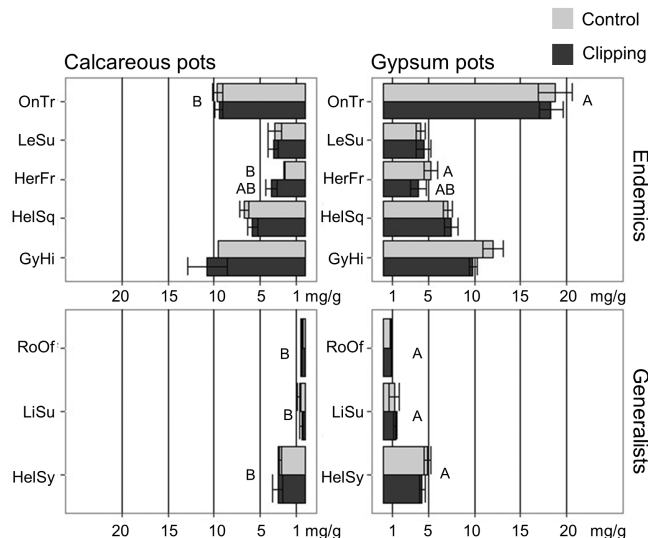 Control
Clipping
Calcareous pots
Gypsum pots
OnTr B OnTr A
LeSu LeSu
HerFr B HerFr A
AB AB
HelSq HelSq
GyHi GyHi
Endemics
20 15 10 5 1 mg/g 1 5 10 15 20 mg/g
RoOf B RoOf A
LiSu B LiSu A
HelSy B HelSy A
Generalists
20 15 10 5 1 mg/g 1 5 10 15 20 mg/g